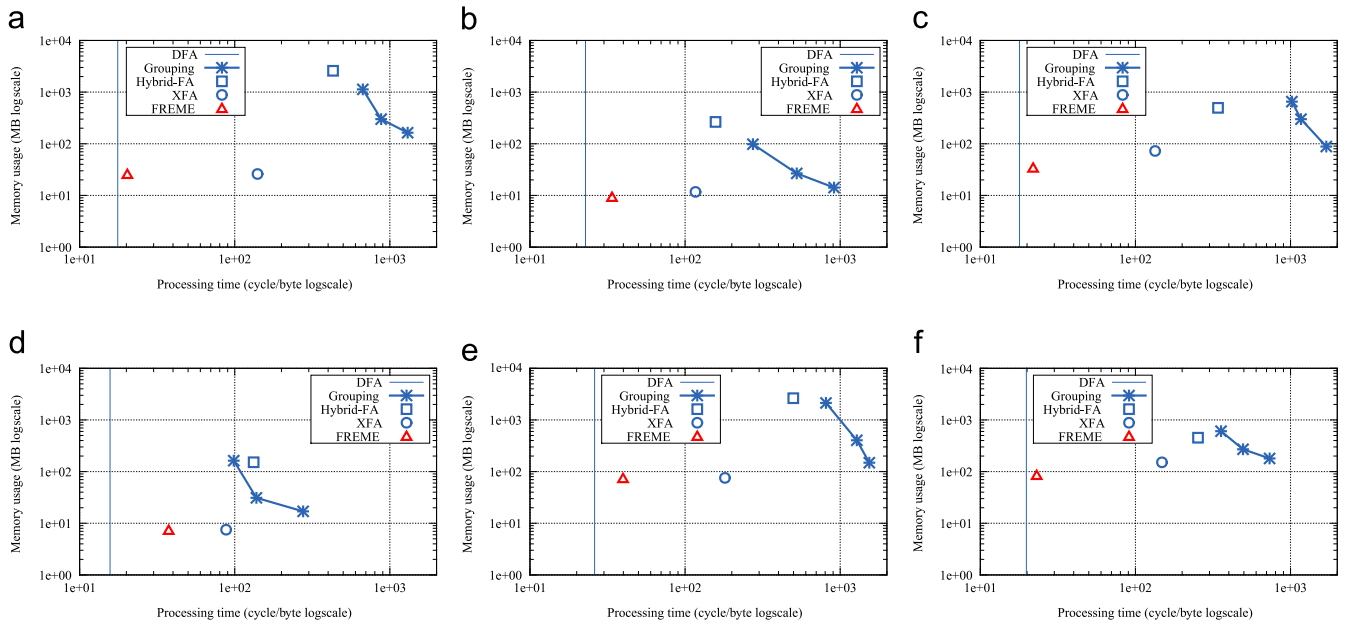 a
Memory usage (MB logscale)
1e+04
1e+03
1e+02
1e+01
1e+00
DFA
Grouping
Hybrid-FA
XFA
FREME
1e+01
1e+02
1e+03
Processing time (cycle/byte logscale)
b
Memory usage (MB logscale)
1e+04
1e+03
1e+02
1e+01
1e+00
DFA
Grouping
Hybrid-FA
XFA
FREME
1e+01
1e+02
1e+03
Processing time (cycle/byte logscale)
c
Memory usage (MB logscale)
1e+04
1e+03
1e+02
1e+01
1e+00
DFA
Grouping
Hybrid-FA
XFA
FREME
1e+01
1e+02
1e+03
Processing time (cycle/byte logscale)
d
Memory usage (MB logscale)
1e+04
1e+03
1e+02
1e+01
1e+00
DFA
Grouping
Hybrid-FA
XFA
FREME
1e+01
1e+02
1e+03
Processing time (cycle/byte logscale)
e
Memory usage (MB logscale)
1e+04
1e+03
1e+02
1e+01
1e+00
DFA
Grouping
Hybrid-FA
XFA
FREME
1e+01
1e+02
1e+03
Processing time (cycle/byte logscale)
f
Memory usage (MB logscale)
1e+04
1e+03
1e+02
1e+01
1e+00
DFA
Grouping
Hybrid-FA
XFA
FREME
1e+01
1e+02
1e+03
Processing time (cycle/byte logscale)